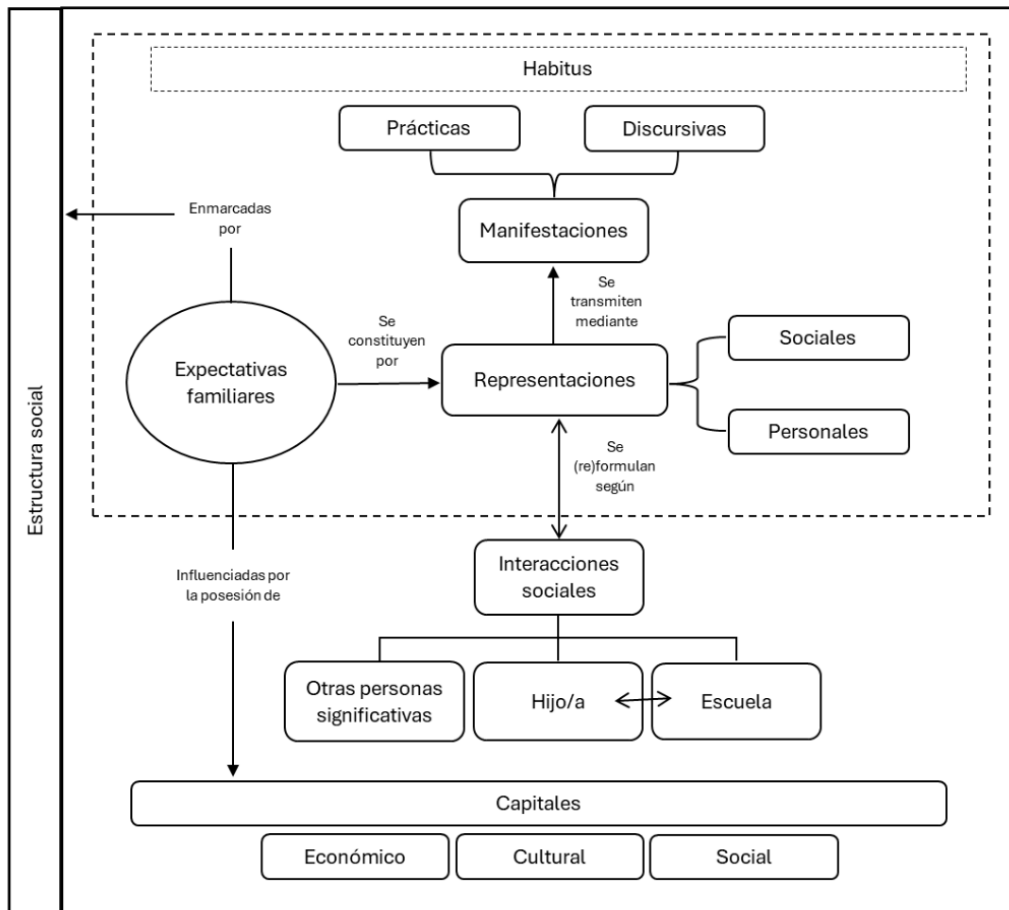 Estructura social
Habitus
Prácticas
Discursivas
Enmarcadas
por
Manifestaciones
Se
transmiten
mediante
Se
constituyen
por
Expectativas
familiares
Representaciones
Sociales
Personales
Se
(re)formulan
según
Interacciones
sociales
Influenciadas por
la posesión de
Otras personas
significativas
Hijo/a
Escuela
Capitales
Económico
Cultural
Social